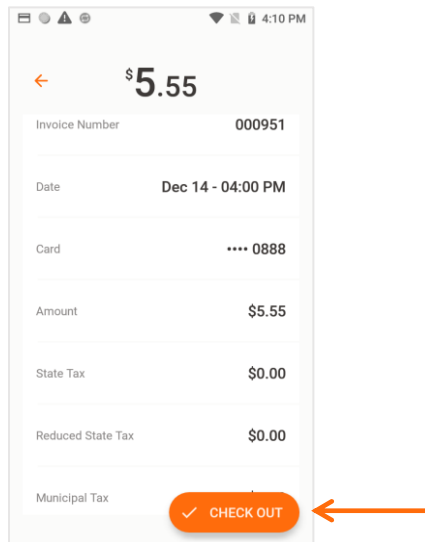 4:10 PM
$5.55
Invoice Number 000951
Date Dec 14 - 04:00 PM
Card •••• 0888
Amount $5.55
State Tax $0.00
Reduced State Tax $0.00
Municipal Tax
CHECK OUT